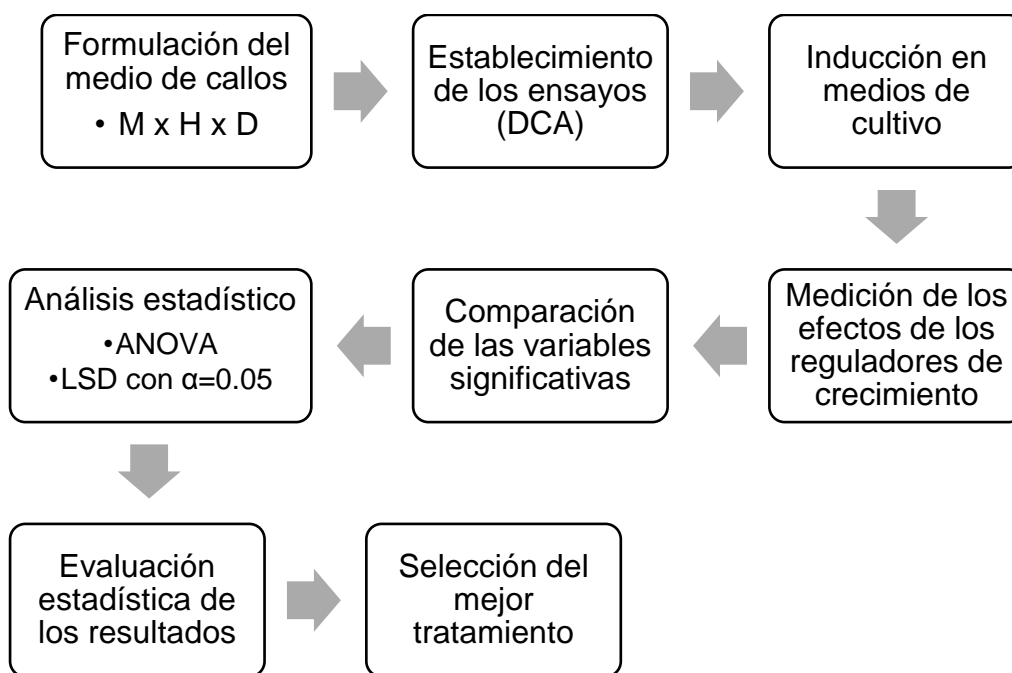 Formulación del
medio de callos
• M x H x D
Establecimiento
de los ensayos
(DCA)
Inducción en
medios de
cultivo
Medición de los
efectos de los
reguladores de
crecimiento
Comparación
de las variables
significativas
Análisis estadístico
•ANOVA
•LSD con α=0.05
Evaluación
estadística de
los resultados
Selección del
mejor
tratamiento